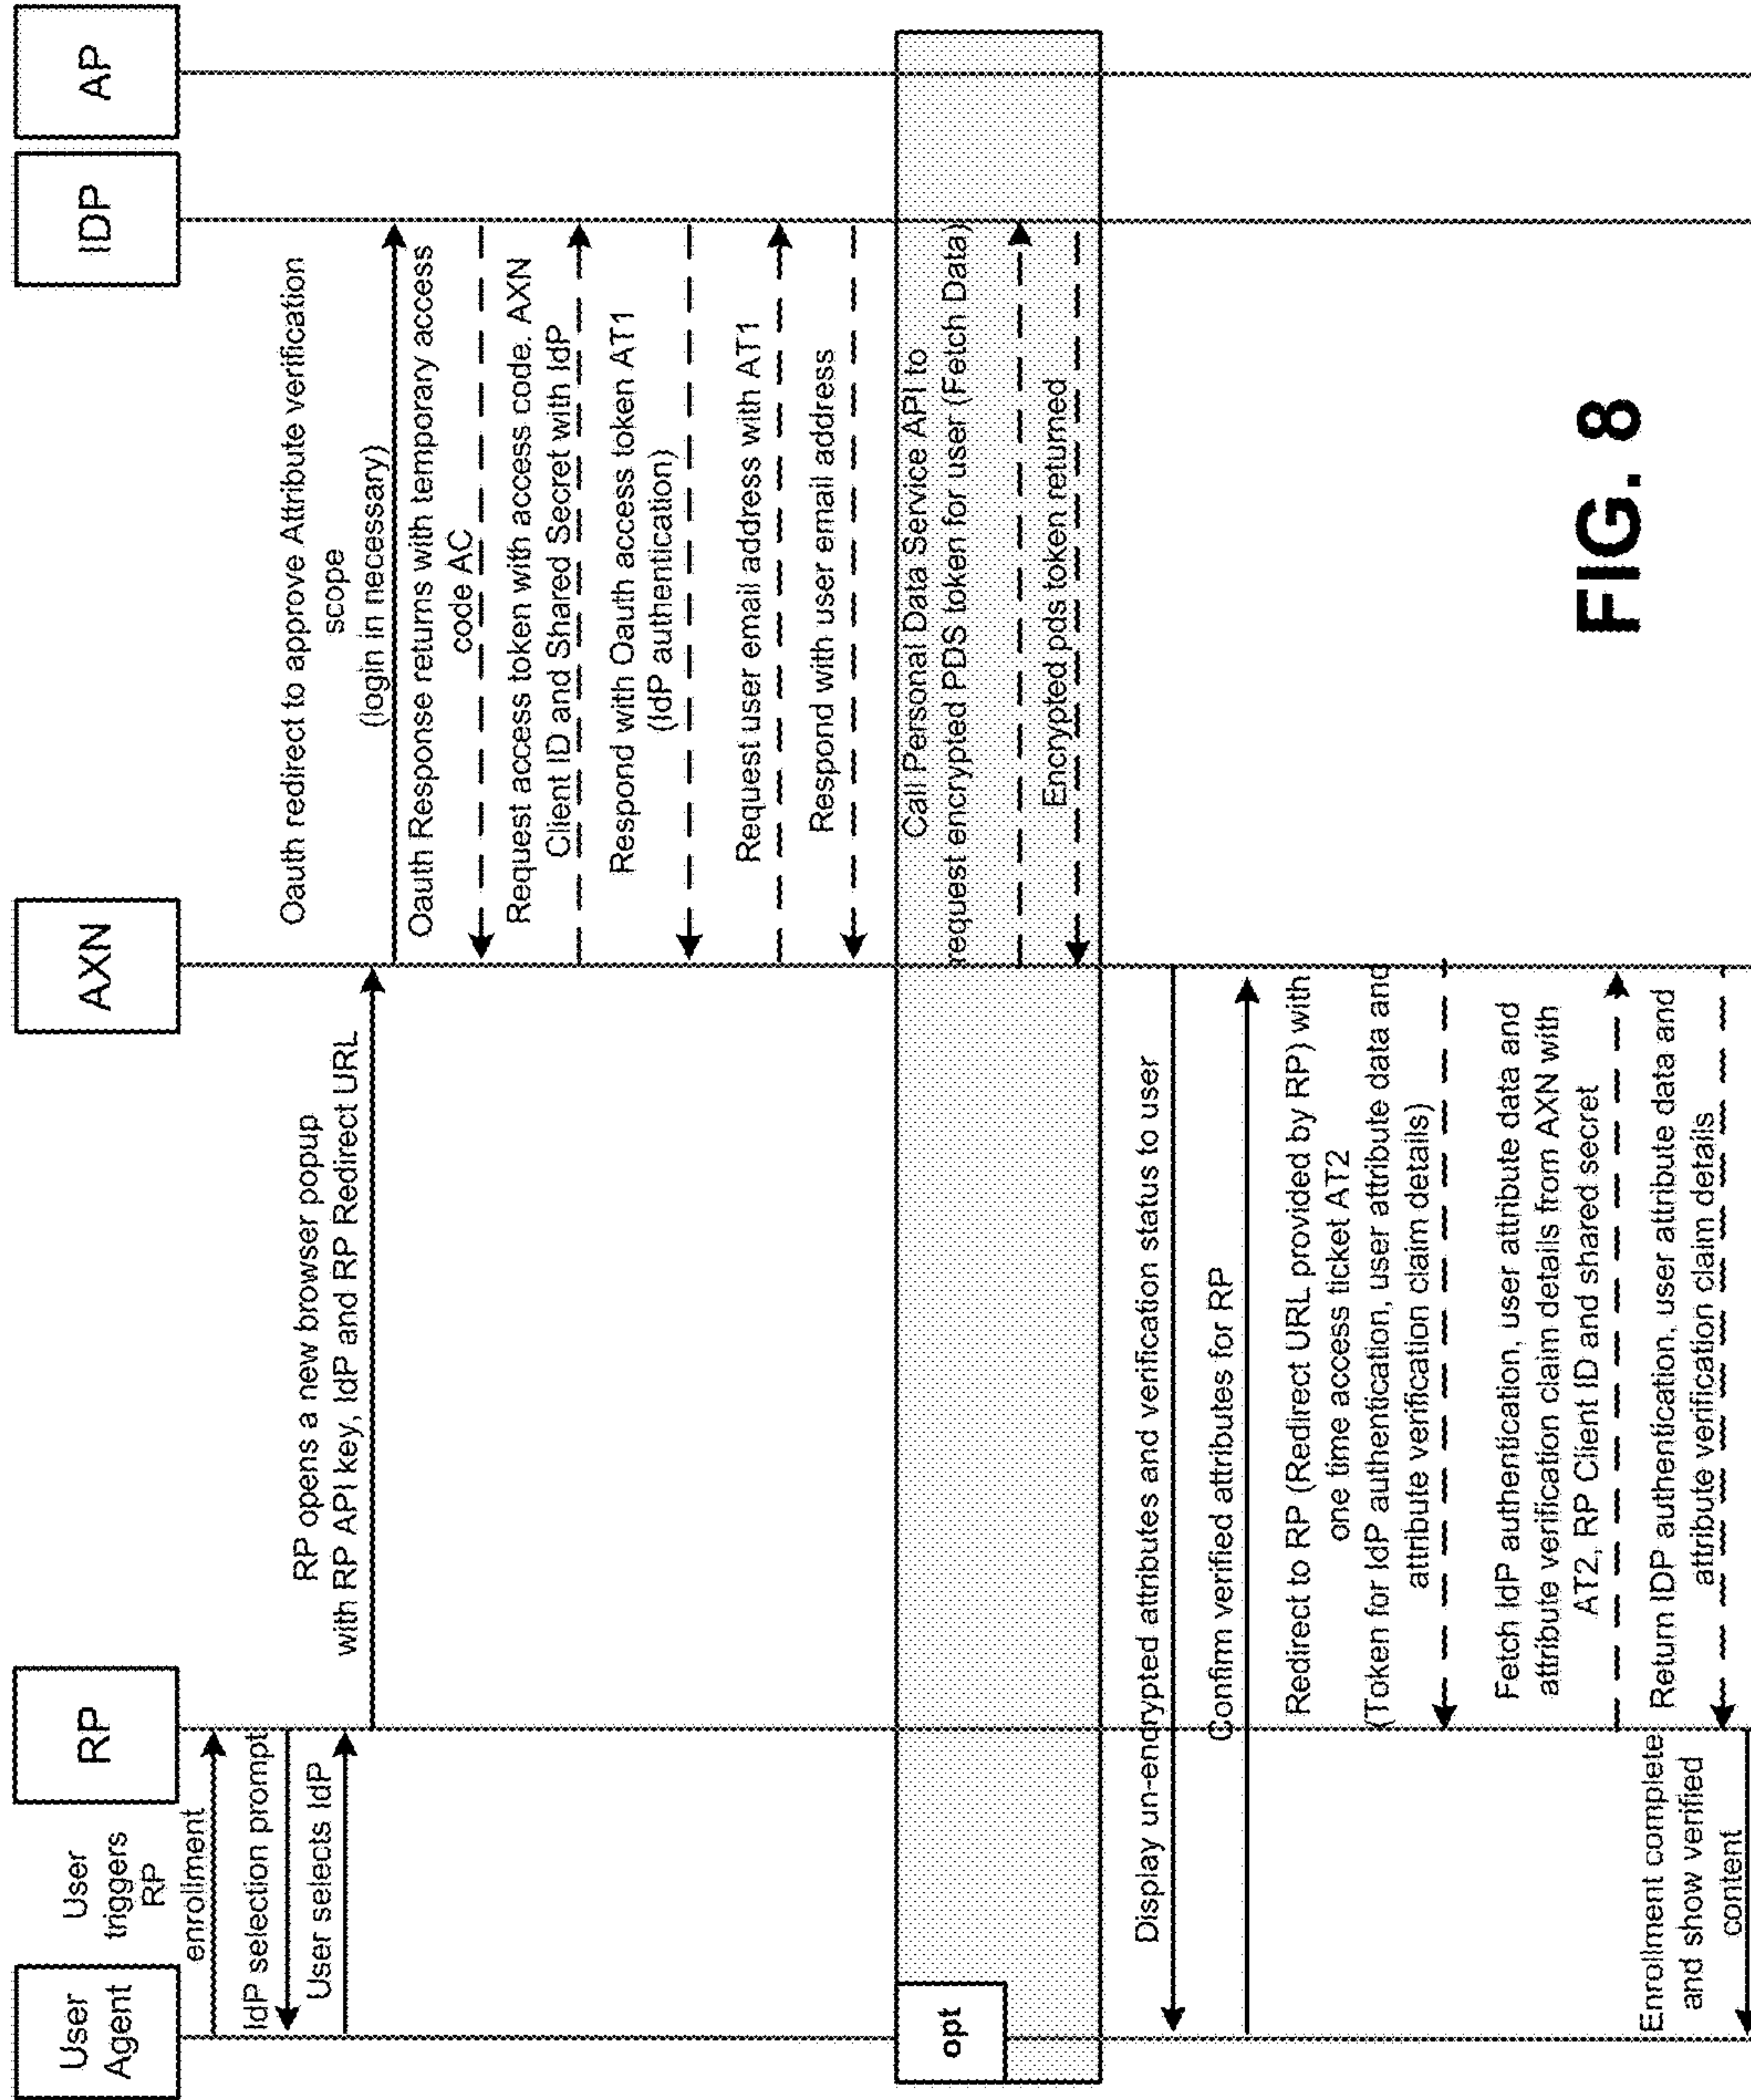 User
Agent
RP
AXN
IDP
AP
User
triggers
RP
enrollment
IdP selection prompt
User selects IdP
RP opens a new browser popup
with RP API key, IdP and RP Redirect URL
Oauth redirect to approve Attribute verification
scope
(login in necessary)
Oauth Response returns with temporary access
code AC
Request access token with access code. AXN
Client ID and Shared Secret with IdP
Respond with Oauth access token AT1
(IdP authentication)
Request user email address with AT1
Respond with user email address
opt
Call Personal Data Service API to
request encrypted PDS token for user (Fetch Data)
Encrypted pds token returned
Display un-encrypted attributes and verification status to user
Confirm verified attributes for RP
Redirect to RP (Redirect URL provided by RP) with
one time access ticket AT2
(Token for IdP authentication, user attribute data and
attribute verification claim details)
Fetch IdP authentication, user attribute data and
attribute verification claim details from AXN with
AT2, RP Client ID and shared secret
Return IDP authentication, user attribute data and
attribute verification claim details
Enrollment complete
and show verified
content
FIG. 8